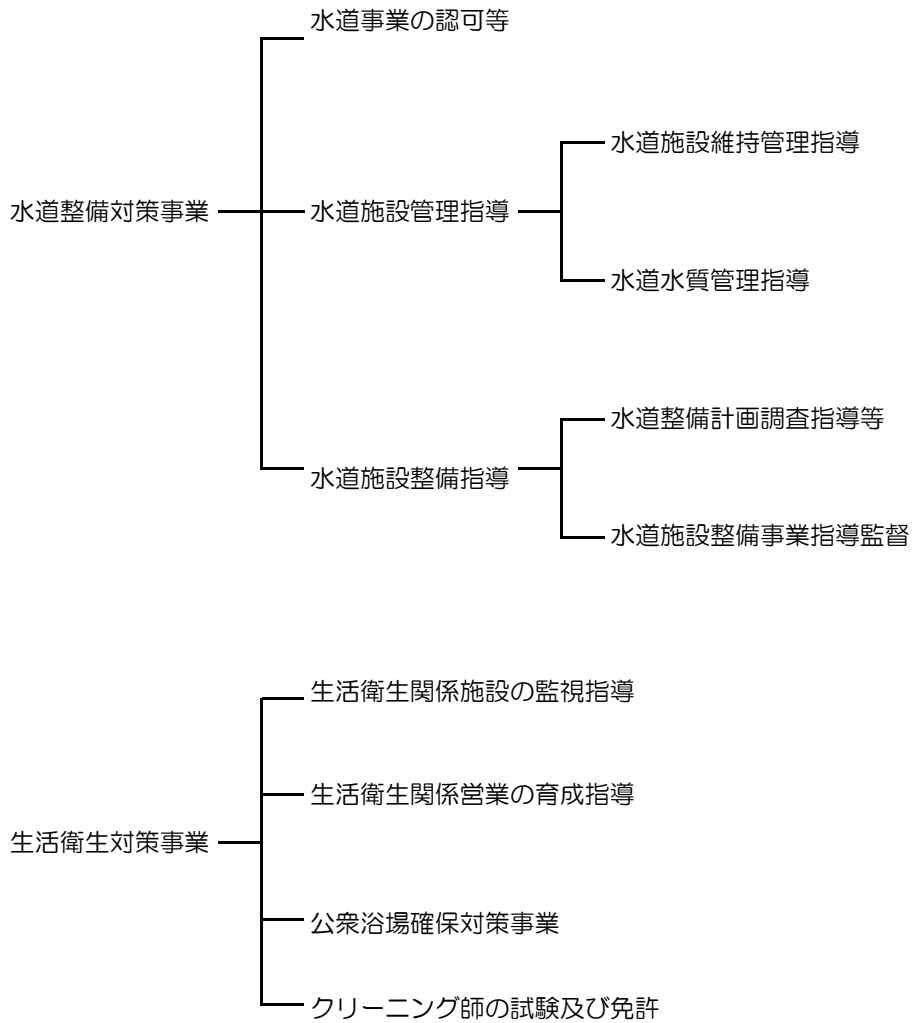 水道事業の認可等
水道施設維持管理指導
水道整備対策事業
水道施設管理指導
水道水質管理指導
水道整備計画調査指導等
水道施設整備指導
水道施設整備事業指導監督
生活衛生関係施設の監視指導
生活衛生関係営業の育成指導
生活衛生対策事業
公衆浴場確保対策事業
クリーニング師の試験及び免許